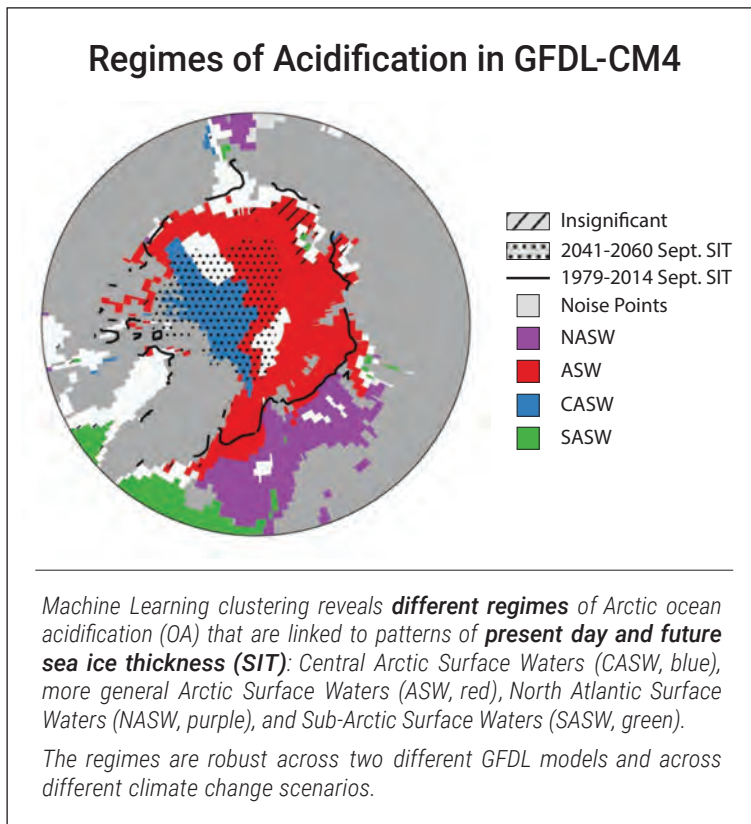 Regimes of Acidification in GFDL-CM4
Insignificant
2041-2060 Sept. SIT
1979-2014 Sept. SIT
Noise Points
NASW
ASW
CASW
SASW
Machine Learning clustering reveals different regimes of Arctic ocean
acidification (OA) that are linked to patterns of present day and future
sea ice thickness (SIT): Central Arctic Surface Waters (CASW, blue),
more general Arctic Surface Waters (ASW, red), North Atlantic Surface
Waters (NASW, purple), and Sub-Arctic Surface Waters (SASW, green).
The regimes are robust across two different GFDL models and across
different climate change scenarios.